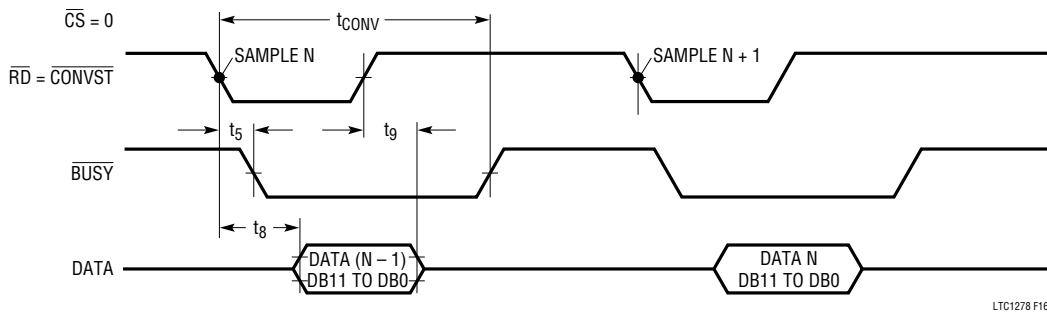 CS = 0
tCONV
SAMPLE N
SAMPLE N + 1
RD = CONVST
t5
t9
BUSY
t8
DATA
DATA (N – 1)
DB11 TO DB0
DATA N
DB11 TO DB0
LTC1278 F16